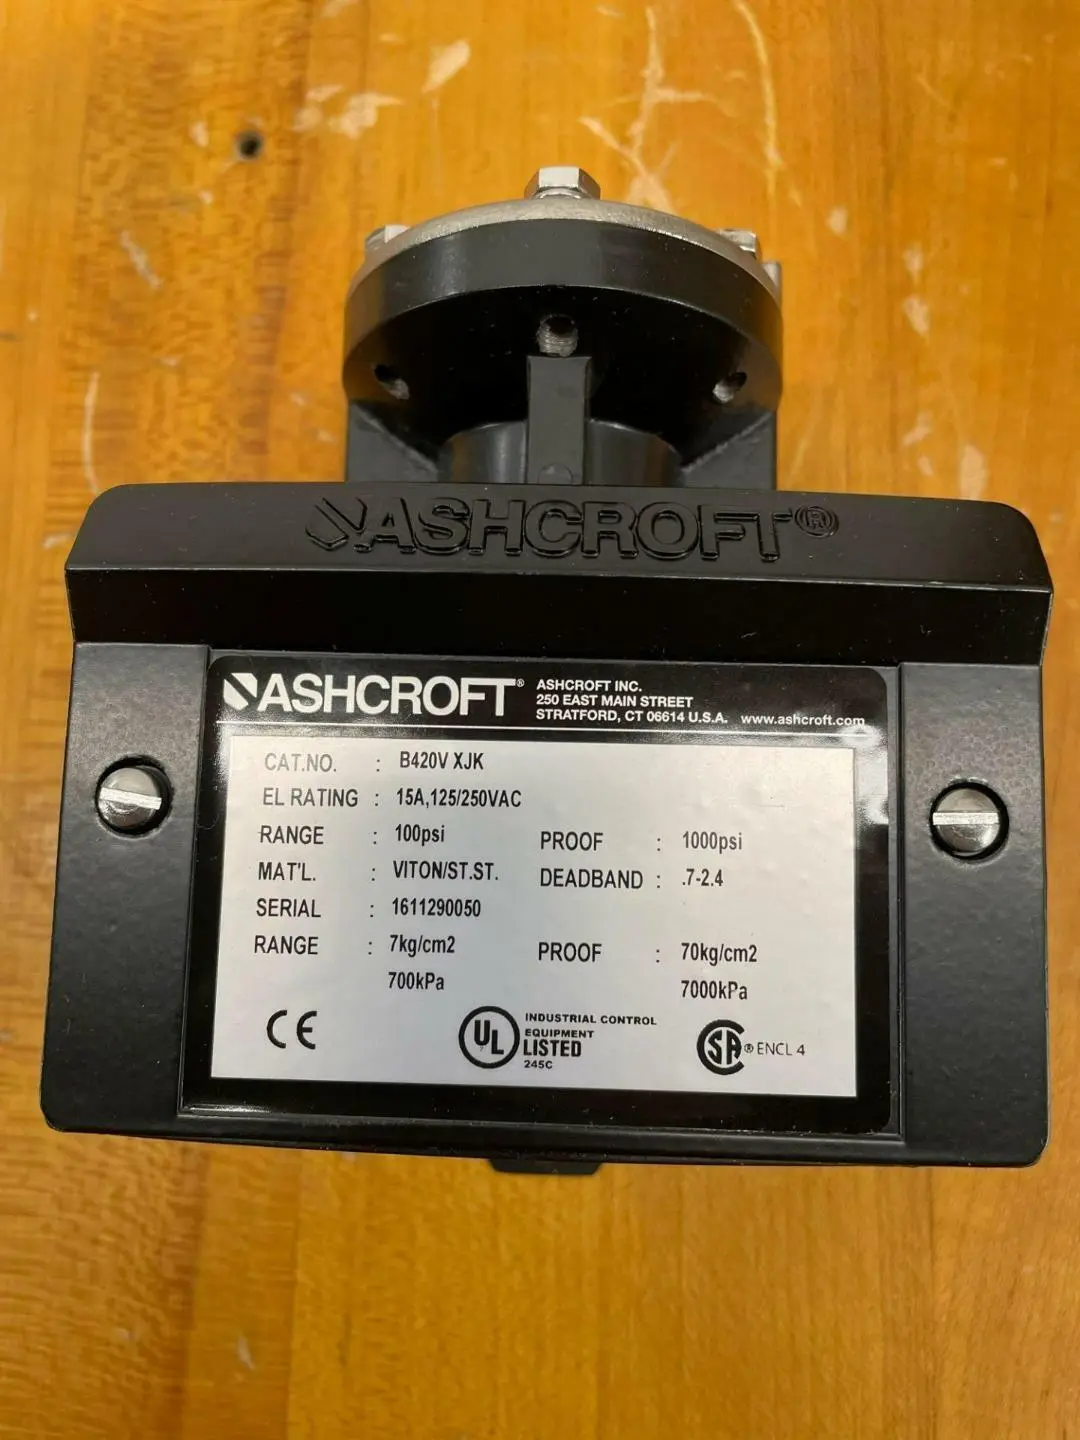 ASHCROFT®
ASHCROFT® ASHCROFT INC.
250 EAST MAIN STREET
STRATFORD, CT 06614 U.S.A. www.ashcroft.com
CAT.NO. : B420V XJK
EL RATING : 15A,125/250VAC
RANGE : 100psi PROOF : 1000psi
MAT'L. : VITON/ST.ST. DEADBAND : .7-2.4
SERIAL : 1611290050
RANGE : 7kg/cm2 PROOF : 70kg/cm2
700kPa 7000kPa
CE UL INDUSTRIAL CONTROL
EQUIPMENT
LISTED
245C
SA ® ENCL 4